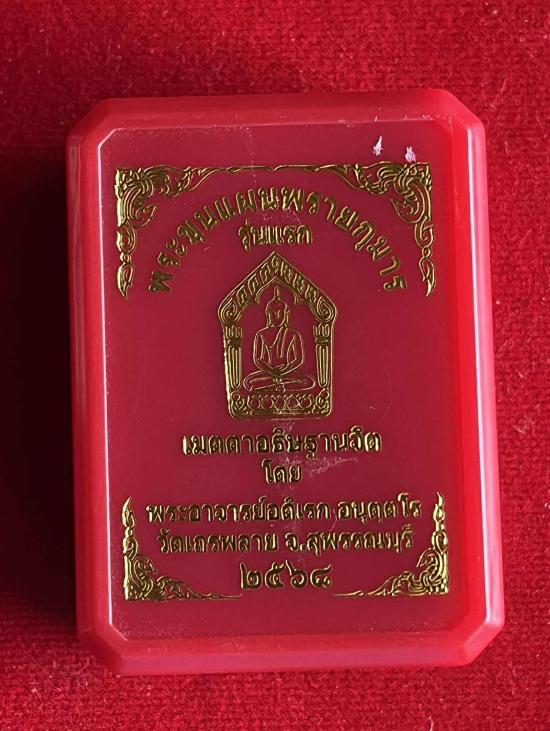 พระขุนแผนพรายกุมาร
รุ่นแรก
เมตตาอธิษฐานจิต
โดย
พระอาจารย์อดิเรก อนุตฺตโร
วัดเถรพลาย จ.สุพรรณบุรี
๒๕๖๔